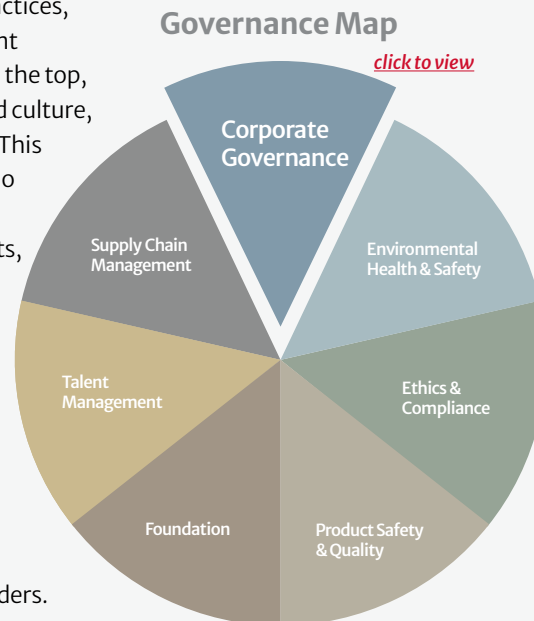 ctices,
Governance Map
nt
click to view
the top,
d culture,
This
o
ts,
Corporate
Governance
Supply Chain
Management
Environmental
Health & Safety
Talent
Management
Ethics &
Compliance
Foundation
Product Safety
& Quality
ders.